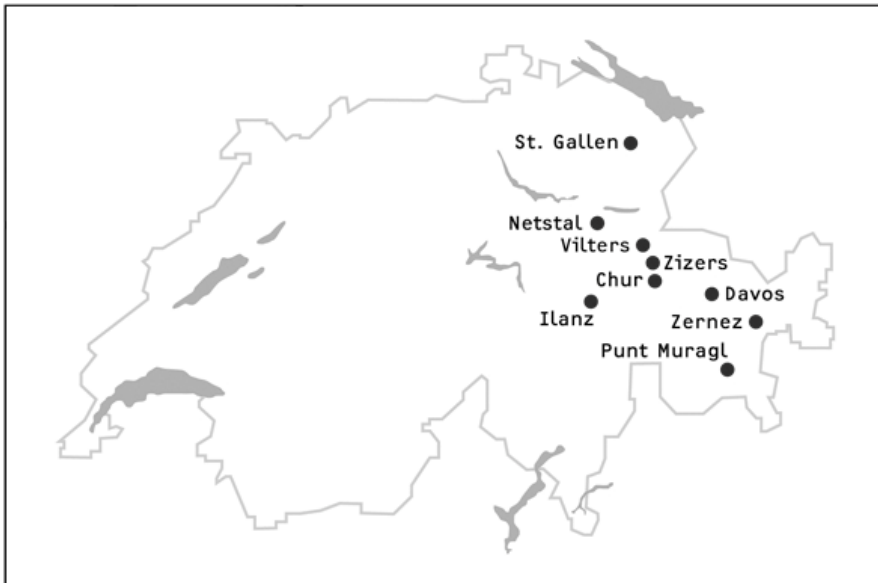 St. Gallen
Netstal
Vilters
Zizers
Chur
Davos
Ilanz
Zernez
Punt Muragl